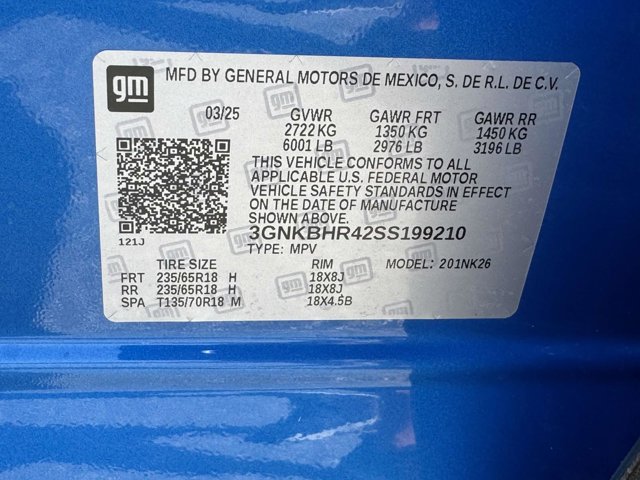 gm MFD BY GENERAL MOTORS DE MEXICO, S. DE R.L. DE C.V.
03/25 GVWR GAWR FRT GAWR RR
2722 KG 1350 KG 1450 KG
6001 LB 2976 LB 3196 LB
THIS VEHICLE CONFORMS TO ALL
APPLICABLE U.S. FEDERAL MOTOR
VEHICLE SAFETY STANDARDS IN EFFECT
ON THE DATE OF MANUFACTURE
SHOWN ABOVE.
3GNKBHR42SS199210
121J
TYPE: MPV
TIRE SIZE RIM MODEL: 201NK26
FRT 235/65R18 H 18X8J
RR 235/65R18 H 18X8J
SPA T135/70R18 M 18X4.5B